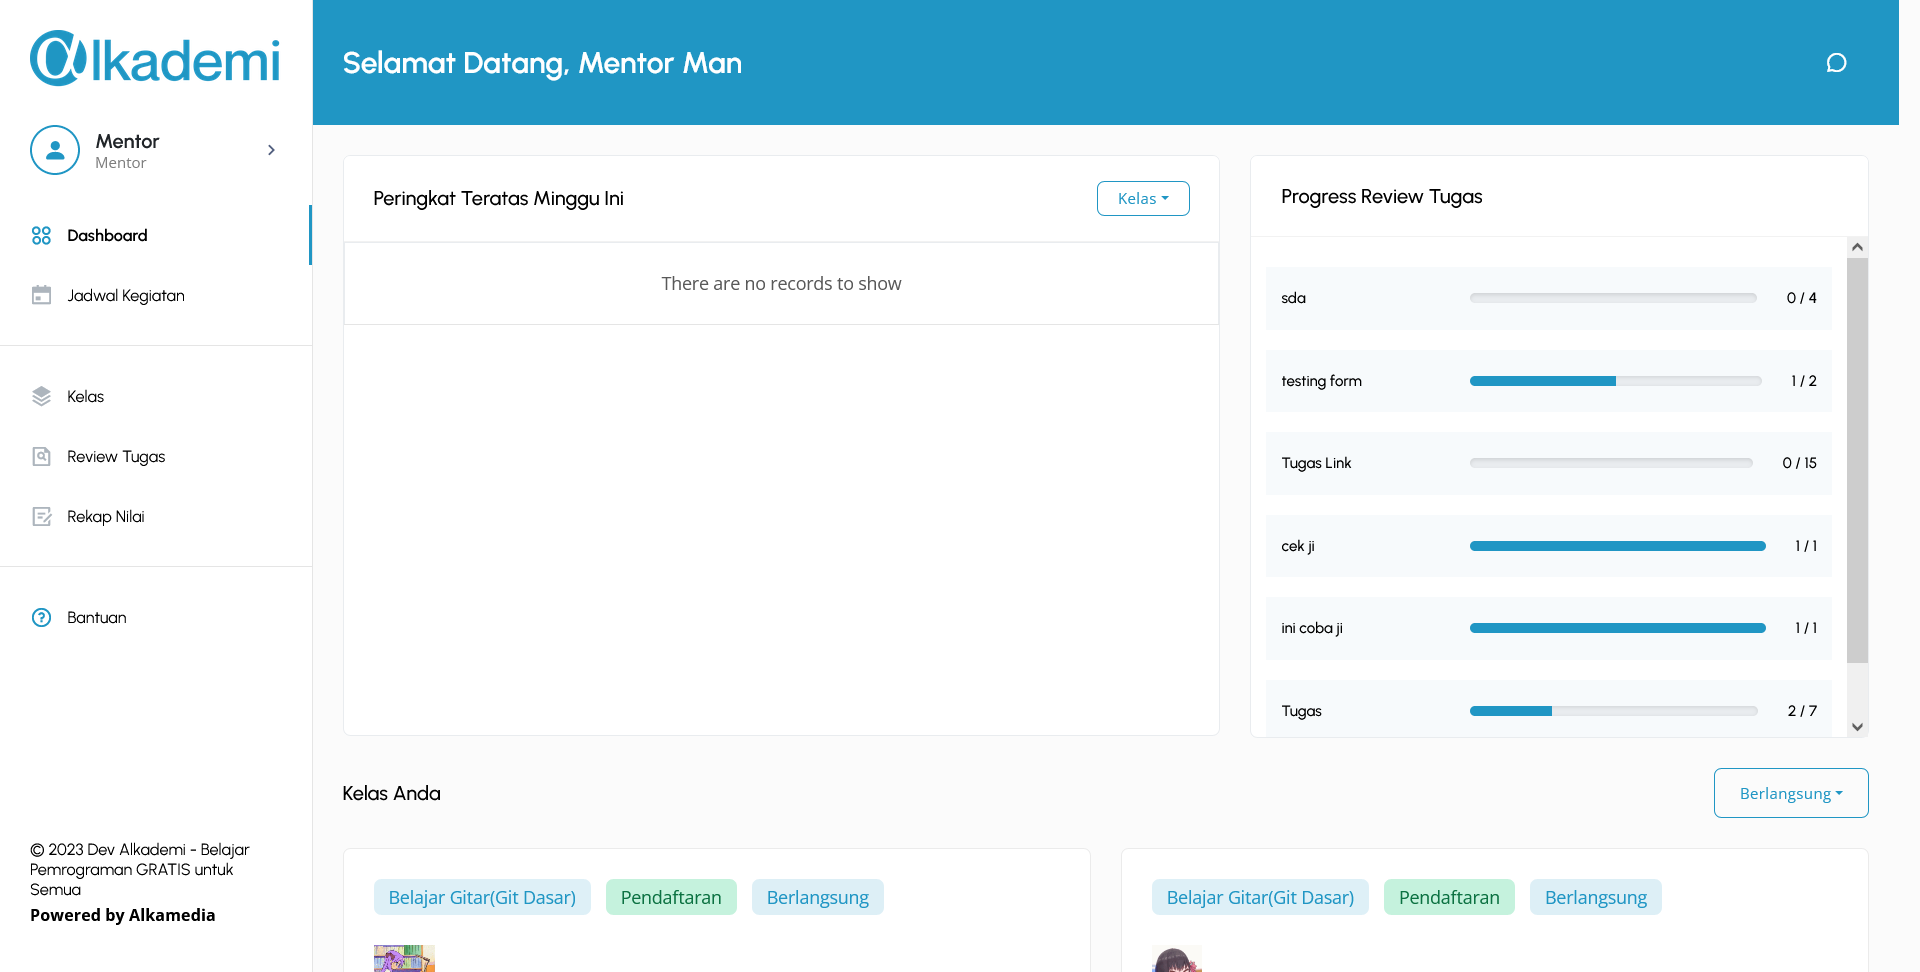 Alkademi
Mentor
Mentor
Dashboard
Jadwal Kegiatan
Kelas
Review Tugas
Rekap Nilai
Bantuan
© 2023 Dev Alkademi - Belajar
Pemrograman GRATIS untuk
Semua
Powered by Alkamedia
Selamat Datang, Mentor Man
Peringkat Teratas Minggu Ini
Kelas
There are no records to show
Progress Review Tugas
sda 0 / 4
testing form 1 / 2
Tugas Link 0 / 15
cek ji 1 / 1
ini coba ji 1 / 1
Tugas 2 / 7
Kelas Anda
Berlangsung
Belajar Gitar(Git Dasar) Pendaftaran Berlangsung
Belajar Gitar(Git Dasar) Pendaftaran Berlangsung